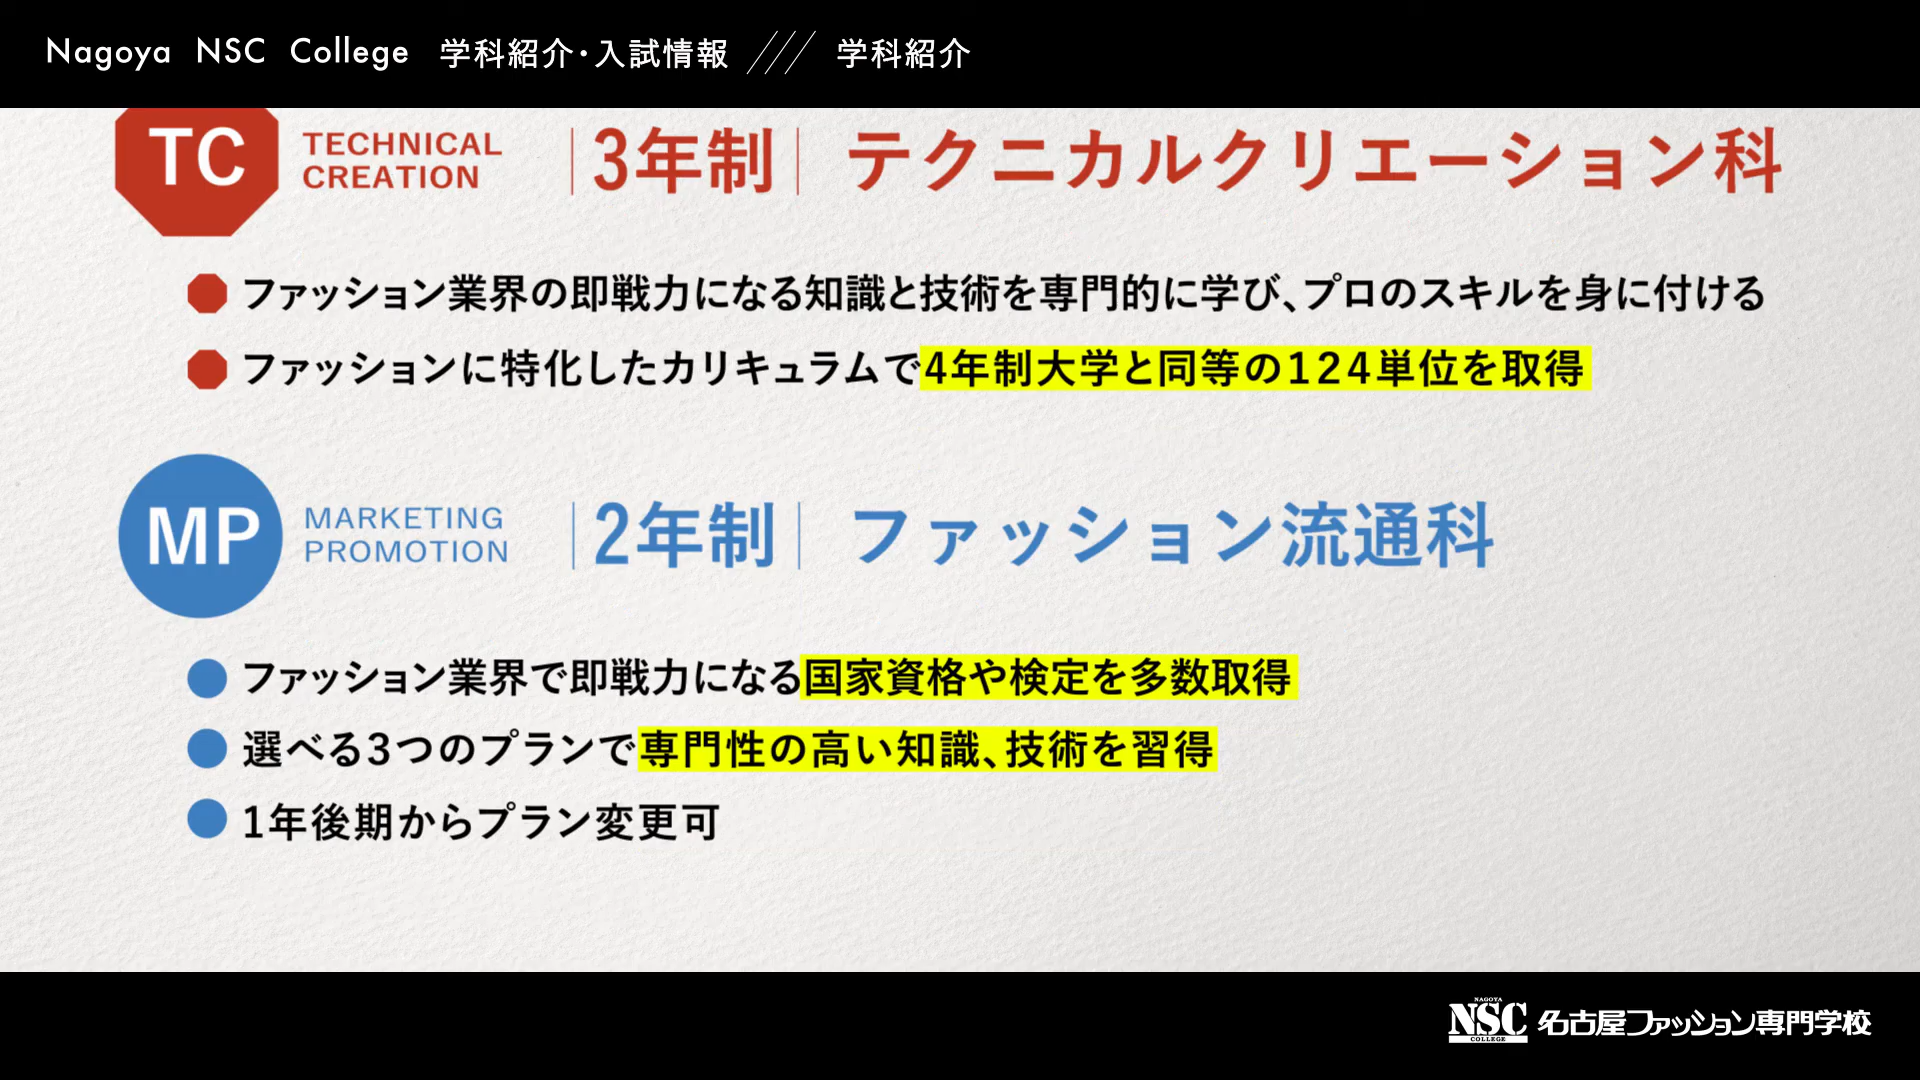 Nagoya NSC College 学科紹介・入試情報 /// 学科紹介
TC
TECHNICAL
CREATION
3年制
テクニカルクリエーション科
ファッション業界の即戦力になる知識と技術を専門的に学び、プロのスキルを身に付ける
ファッションに特化したカリキュラムで4年制大学と同等の124単位を取得
MP
MARKETING
PROMOTION
2年制
ファッション流通科
ファッション業界で即戦力になる国家資格や検定を多数取得
選べる3つのプランで専門性の高い知識、技術を習得
1年後期からプラン変更可
NAGOYA
NSC
COLLEGE
名古屋ファッション専門学校